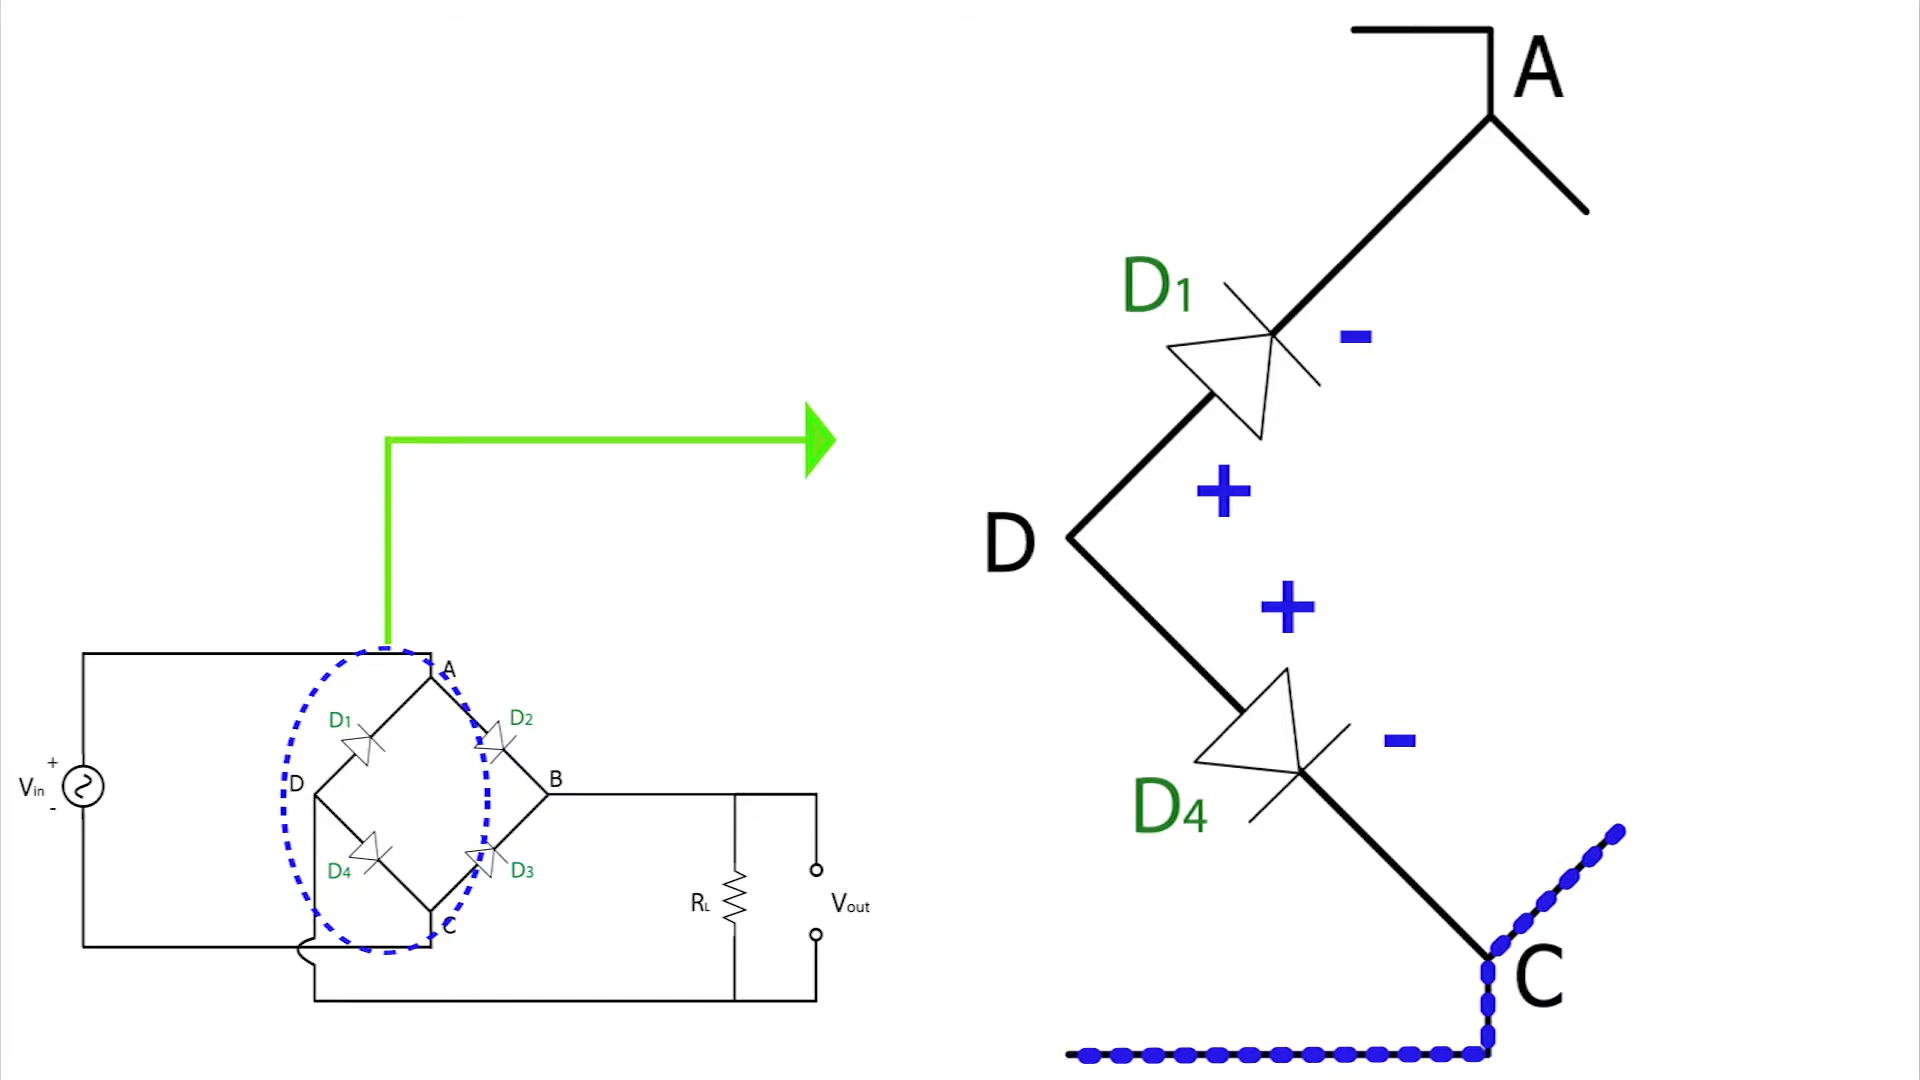 A
D1
-
+
D
+
-
D4
C
A
D1
D2
+
Vin
-
D
B
D4
D3
RL
Vout
C